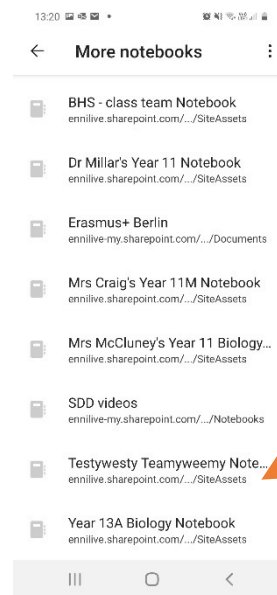 13:20
More notebooks
BHS - class team Notebook
ennilive.sharepoint.com/.../SiteAssets
Dr Millar's Year 11 Notebook
ennilive.sharepoint.com/.../SiteAssets
Erasmus+ Berlin
ennilive-my.sharepoint.com/.../Documents
Mrs Craig's Year 11M Notebook
ennilive.sharepoint.com/.../SiteAssets
Mrs McCluney's Year 11 Biology...
ennilive.sharepoint.com/.../SiteAssets
SDD videos
ennilive-my.sharepoint.com/.../Notebooks
Testywesty Teamyweemy Note...
ennilive.sharepoint.com/.../SiteAssets
Year 13A Biology Notebook
ennilive.sharepoint.com/.../SiteAssets